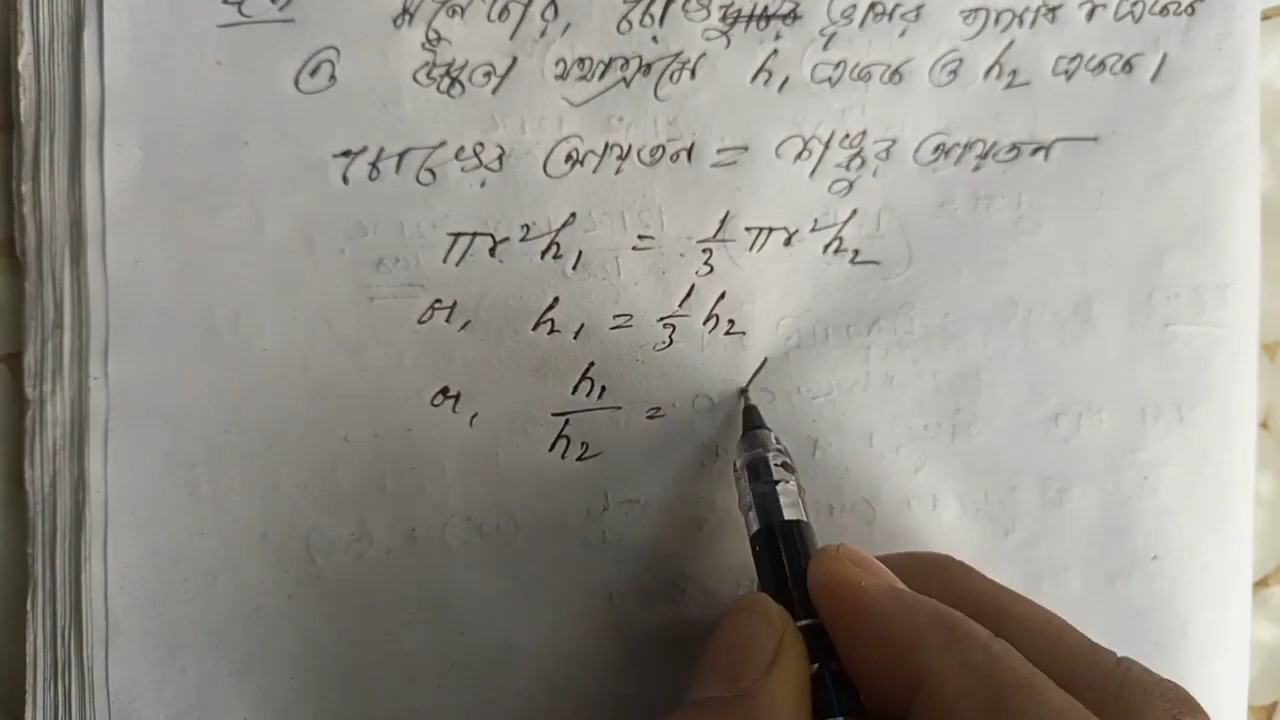 মনে করি, ভূমির ব্যাসার্ধ r একক
ও উচ্চতা যথাক্রমে h₁ একক ও h₂ একক।
চোঙের আয়তন = শঙ্কুর আয়তন
πr²h₁ = 1/3 πr²h₂
বা, h₁ = 1/3 h₂
বা, h₁/h₂ =